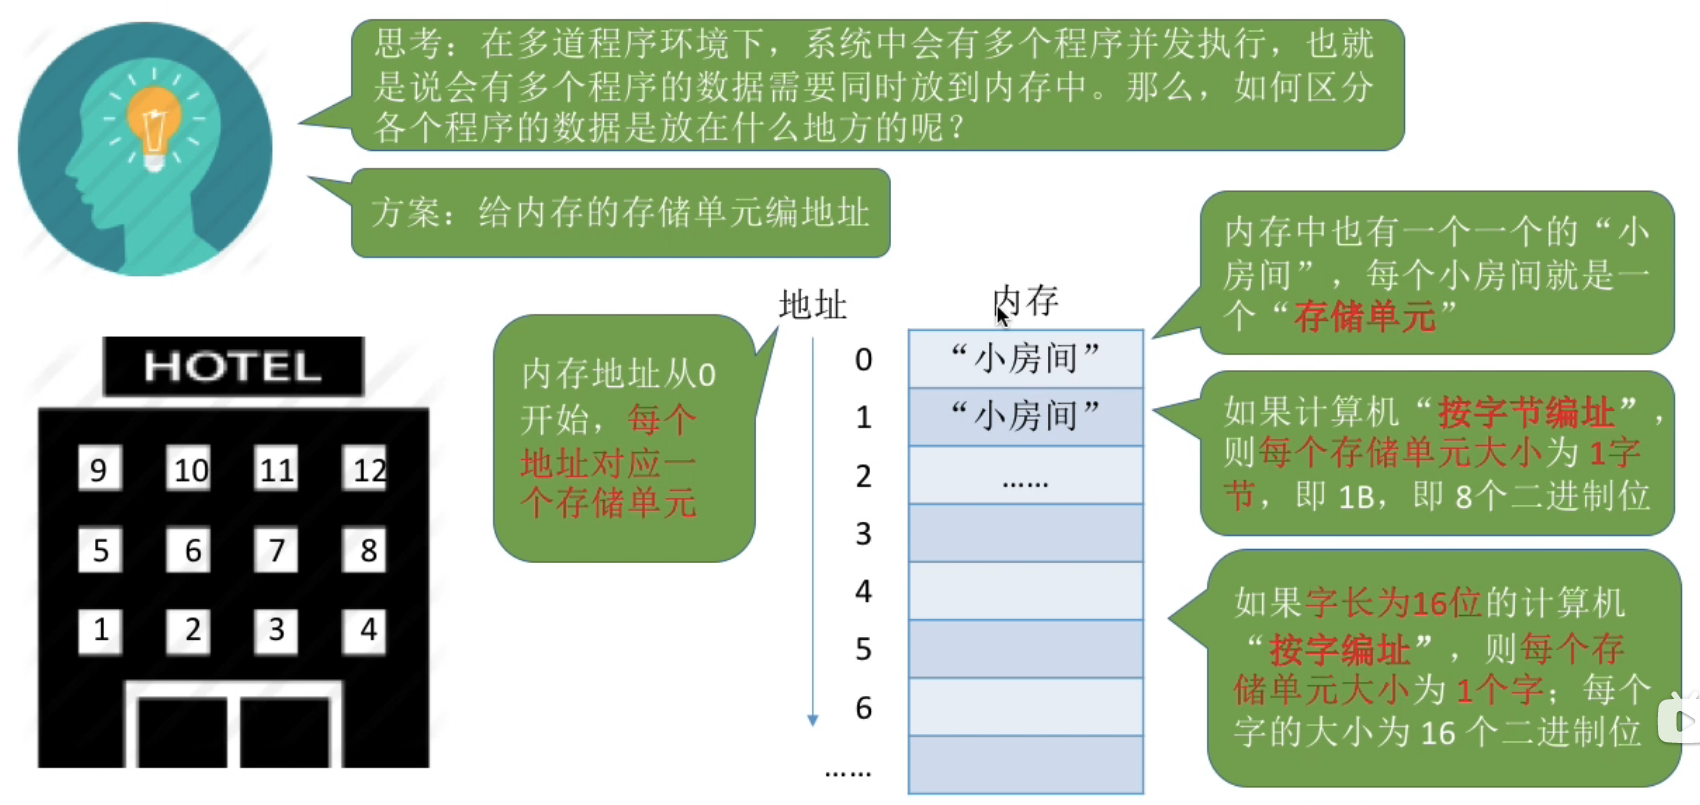 思考：在多道程序环境下，系统中会有多个程序并发执行，也就
是说会有多个程序的数据需要同时放到内存中。那么，如何区分
各个程序的数据是放在什么地方的呢？
方案：给内存的存储单元编地址
内存中也有一个一个的“小
房间”，每个小房间就是一
个“存储单元”
地址
内存
内存地址从0
开始，每个
地址对应一
个存储单元
0
“小房间”
1
“小房间”
2
……
3
4
5
6
……
如果计算机“按字节编址”，
则每个存储单元大小为 1字
节，即 1B，即 8个二进制位
如果字长为16位的计算机
“按字编址”，则每个存
储单元大小为 1个字；每个
字的大小为 16 个二进制位
HOTEL
9 10 11 12
5 6 7 8
1 2 3 4